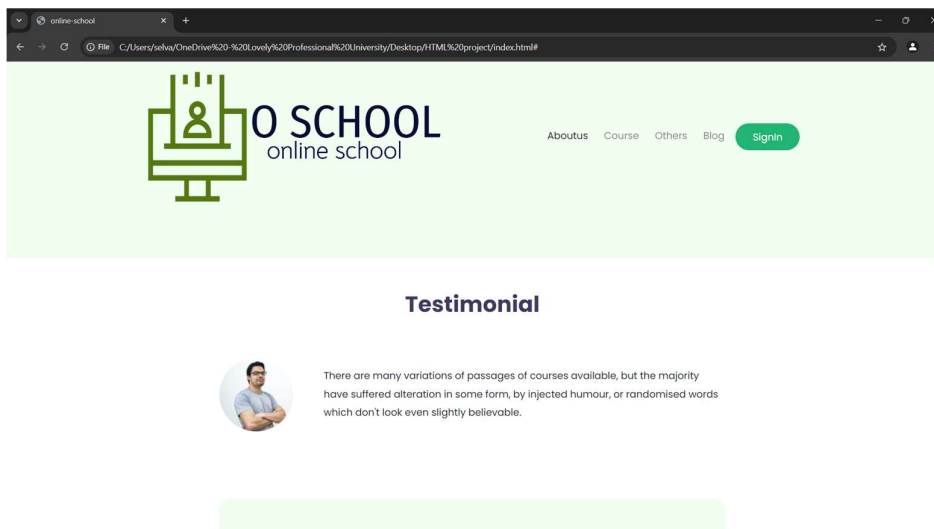 online-school
File C:/Users/selva/OneDrive%20-%20Lovely%20Professional%20University/Desktop/HTML%20project/index.html#
O SCHOOL
online school
Aboutus Course Others Blog SignIn
Testimonial
There are many variations of passages of courses available, but the majority
have suffered alteration in some form, by injected humour, or randomised words
which don't look even slightly believable.